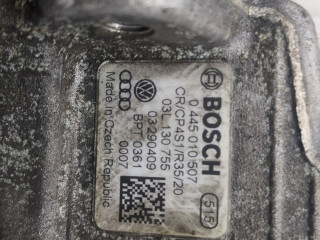 BOSCH
515
0 445 010 507
CR/CP4S1/R35/20
03L 130 755
03290409
BPT 0361
0007
Made in Czech Republic